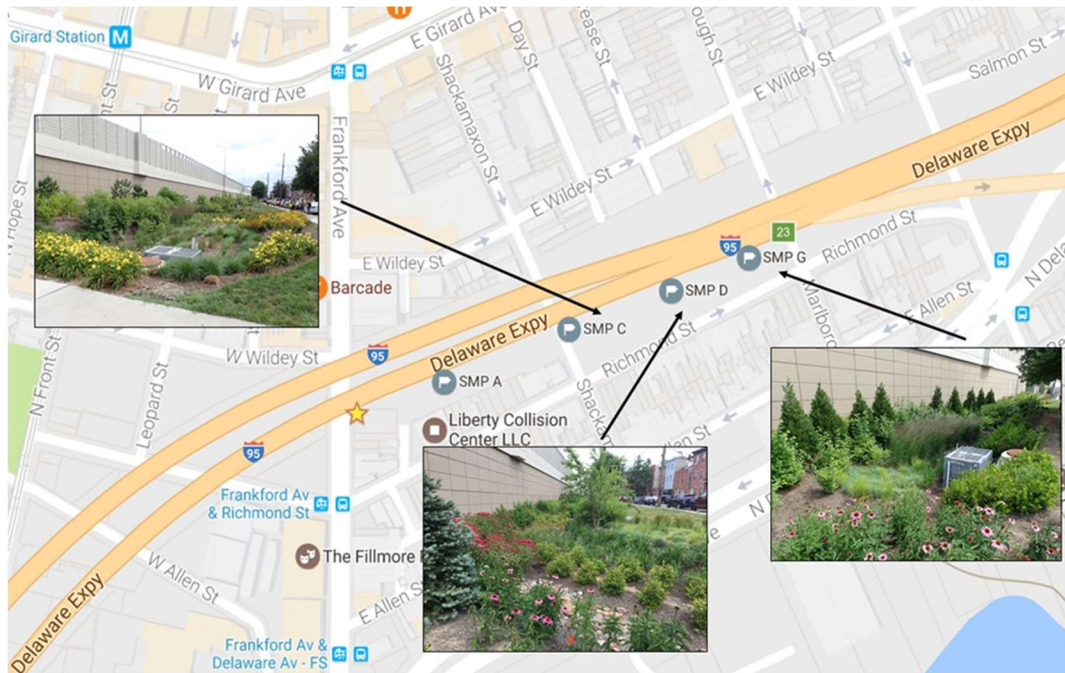 Girard Station
M
W Girard Ave
E Girard Ave
Day St
Shackamaxon St
E Wildey St
Salmon St
Delaware Expy
Frankford Ave
E Wildey St
23
95
Richmond St
SMP G
N Hope St
E Wildey St
Barcade
SMP D
E Allen St
SMP C
Delaware Expy
95
Richmond St
W Wildey St
SMP A
N Front St
Leopard St
Liberty Collision
Center LLC
95
Frankford Av
& Richmond St
The Fillmore
W Allen St
E Allen St
Delaware Expy
Frankford Av &
Delaware Av - FS